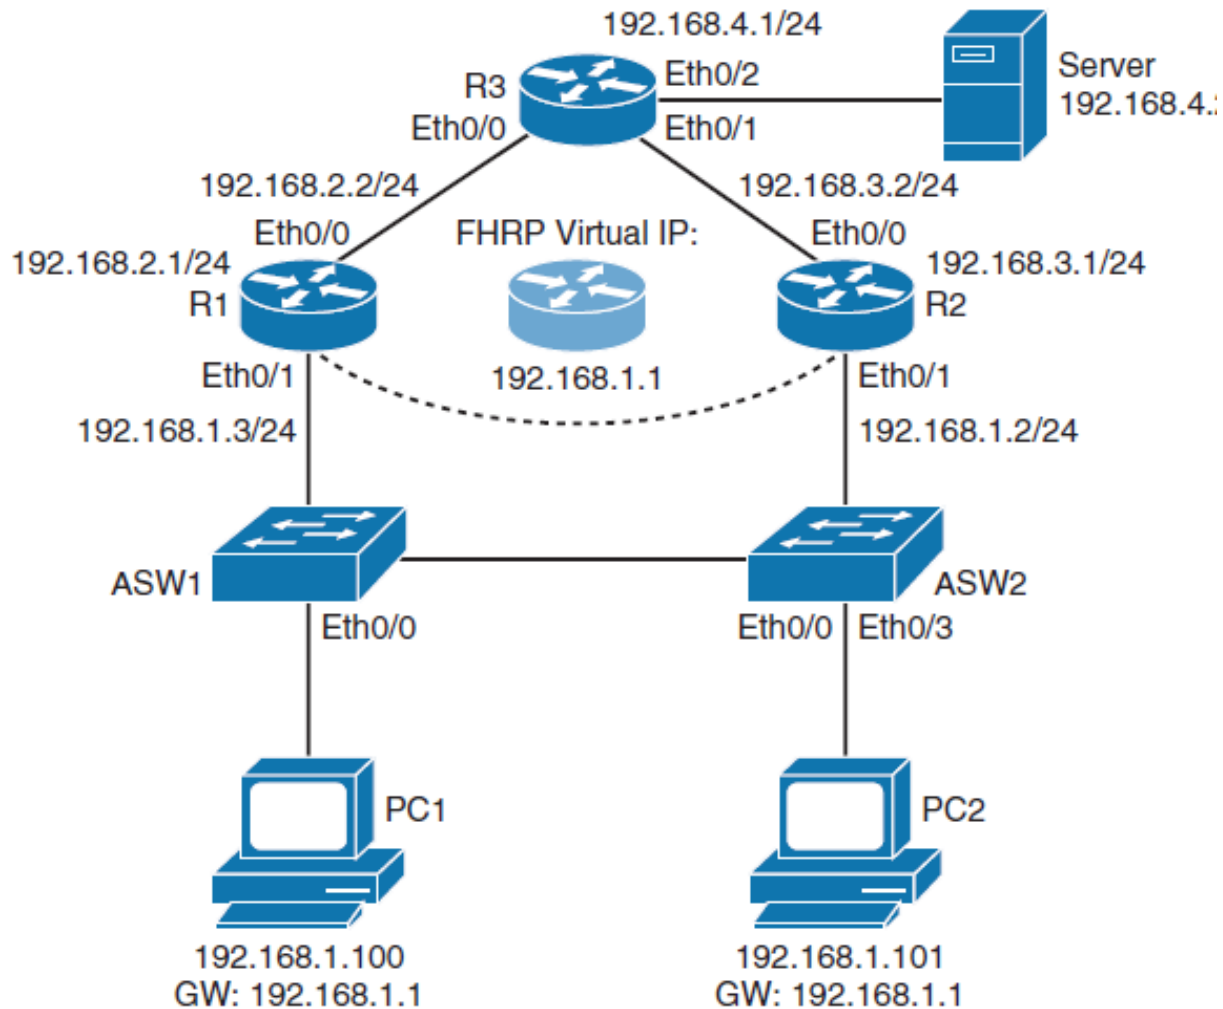 192.168.4.1/24
R3
Eth0/2
Server
192.168.4.
Eth0/0
Eth0/1
192.168.2.2/24
192.168.3.2/24
Eth0/0
FHRP Virtual IP:
Eth0/0
192.168.2.1/24
192.168.3.1/24
R1
R2
Eth0/1
192.168.1.1
Eth0/1
192.168.1.3/24
192.168.1.2/24
ASW1
ASW2
Eth0/0
Eth0/0
Eth0/3
PC1
PC2
192.168.1.100
GW: 192.168.1.1
192.168.1.101
GW: 192.168.1.1